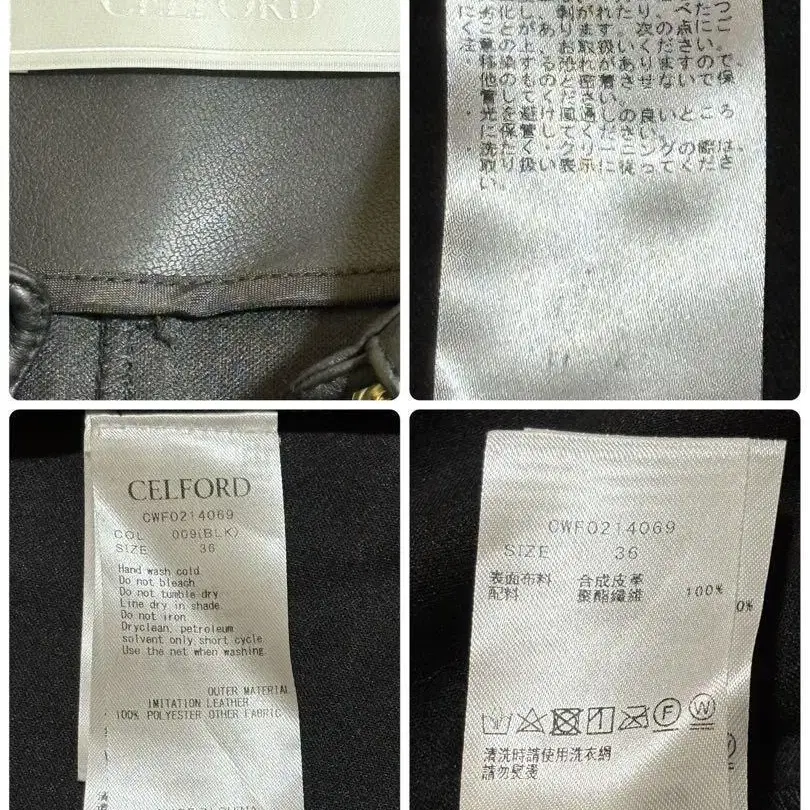 CELFORD
劣化し、剥がれたり、べたつ
くことがあります。次の点にご
注意の上、お取扱いください。
・移染する恐れがありますので、
他のものと密着させないで保
管してください。
・光を避け風通しの良いところ
に保管してください。
・洗たく・クリーニングの際は、
取り扱い表示に従ってくださ
い。
CELFORD
CWF0214069
COL 009(BLK)
SIZE 36
Hand wash cold
Do not bleach
Do not tumble dry
Line dry in shade
Do not iron
Dryclean, petroleum
solvent only,short cycle
Use the net when washing.
OUTER MATERIAL
IMITATION LEATHER
100% POLYESTER OTHER FABRIC
CWF0214069
SIZE 36
表面布料 合成皮革
配料 聚酯纖維 100%
0%
清洗時請使用洗衣網
請勿熨燙